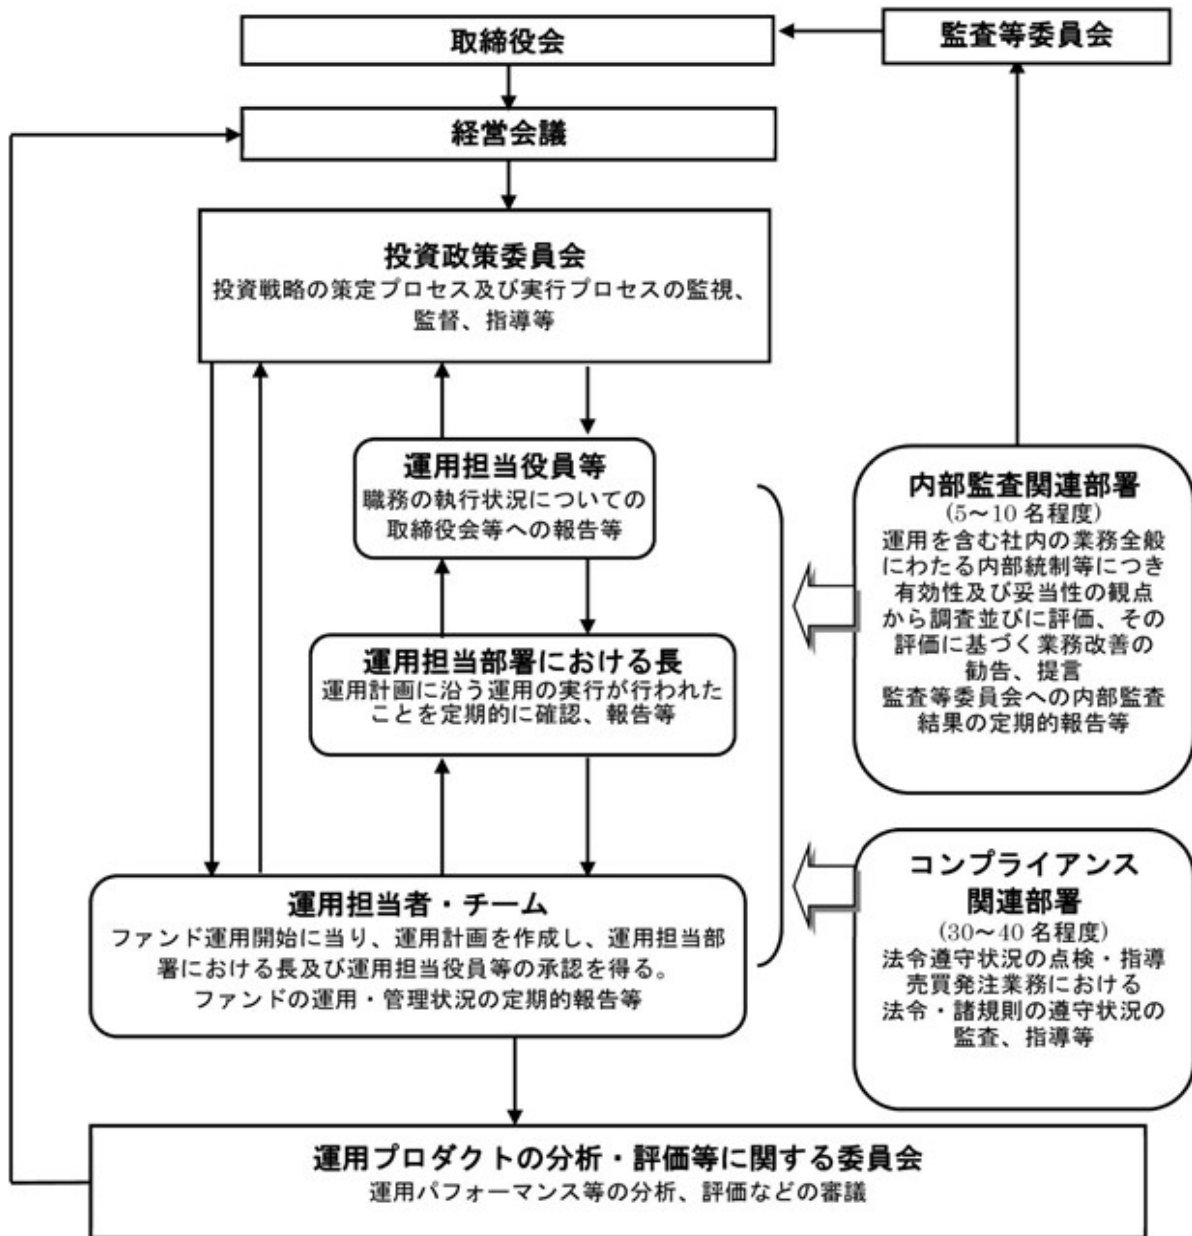 取締役会
監査等委員会
経営会議
投資政策委員会
投資戦略の策定プロセス及び実行プロセスの監視、
監督、指導等
運用担当役員等
職務の執行状況についての
取締役会等への報告等
運用担当部署における長
運用計画に沿う運用の実行が行われた
ことを定期的に確認、報告等
運用担当者・チーム
ファンド運用開始に当り、運用計画を作成し、運用担当部
署における長及び運用担当役員等の承認を得る。
ファンドの運用・管理状況の定期的報告等
内部監査関連部署
(5～10 名程度)
運用を含む社内の業務全般
にわたる内部統制等につき
有効性及び妥当性の観点
から調査並びに評価、その
評価に基づく業務改善の
勧告、提言
監査等委員会への内部監査
結果の定期的報告等
コンプライアンス
関連部署
(30～40 名程度)
法令遵守状況の点検・指導
売買発注業務における
法令・諸規則の遵守状況の
監査、指導等
運用プロダクトの分析・評価等に関する委員会
運用パフォーマンス等の分析、評価などの審議